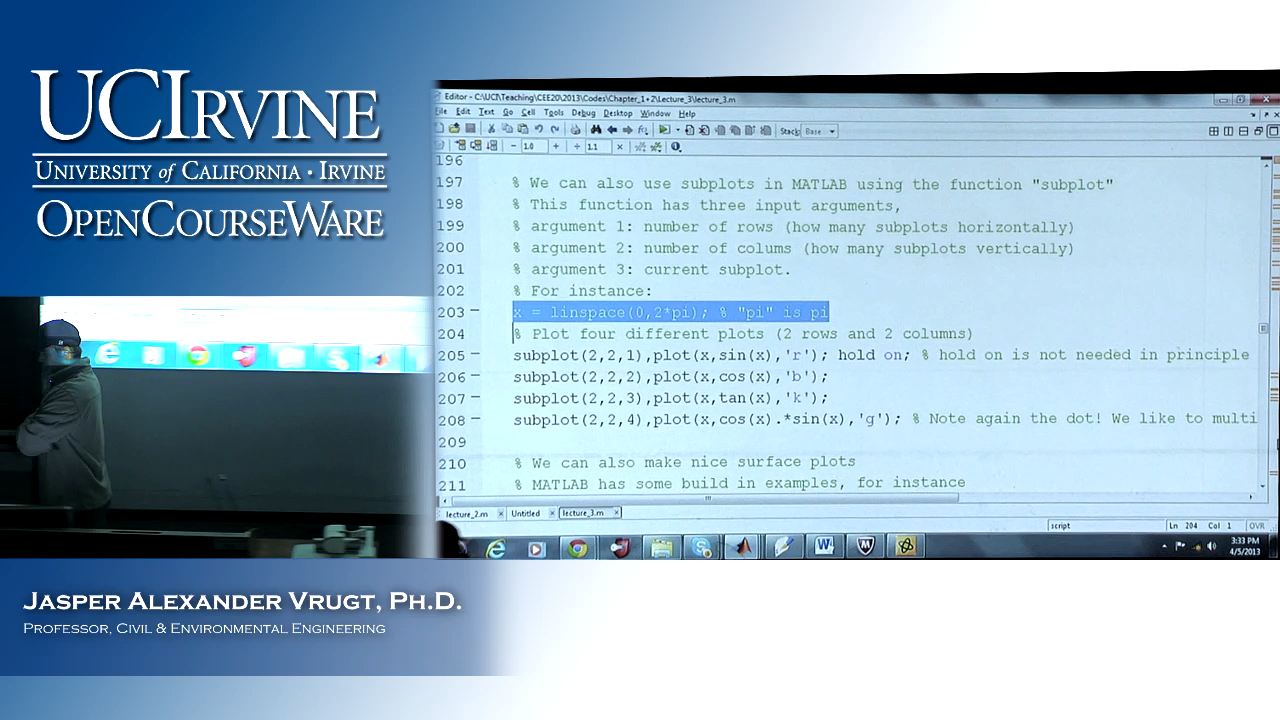 UCIRVINE
UNIVERSITY of CALIFORNIA · IRVINE
OPENCOURSEWARE
Editor - C:\UCI\Teaching\CEE20\2013\Codes\Chapter_1+2\Lecture_3\lecture_3.m
File Edit Text Go Cell Tools Debug Desktop Window Help
Stack: Base
- 1.0 + ÷ 1.1 ×
196
197 % We can also use subplots in MATLAB using the function "subplot"
198 % This function has three input arguments,
199 % argument 1: number of rows (how many subplots horizontally)
200 % argument 2: number of colums (how many subplots vertically)
201 % argument 3: current subplot.
202 % For instance:
203 - x = linspace(0,2*pi); % "pi" is pi
204 % Plot four different plots (2 rows and 2 columns)
205 - subplot(2,2,1),plot(x,sin(x),'r'); hold on; % hold on is not needed in principle
206 - subplot(2,2,2),plot(x,cos(x),'b');
207 - subplot(2,2,3),plot(x,tan(x),'k');
208 - subplot(2,2,4),plot(x,cos(x).*sin(x),'g'); % Note again the dot! We like to multi
209
210 % We can also make nice surface plots
211 % MATLAB has some build in examples, for instance
lecture_2.m × Untitled × lecture_3.m ×
script Ln 204 Col 1 OVR
3:33 PM
4/5/2013
JASPER ALEXANDER VRUGT, PH.D.
PROFESSOR, CIVIL & ENVIRONMENTAL ENGINEERING